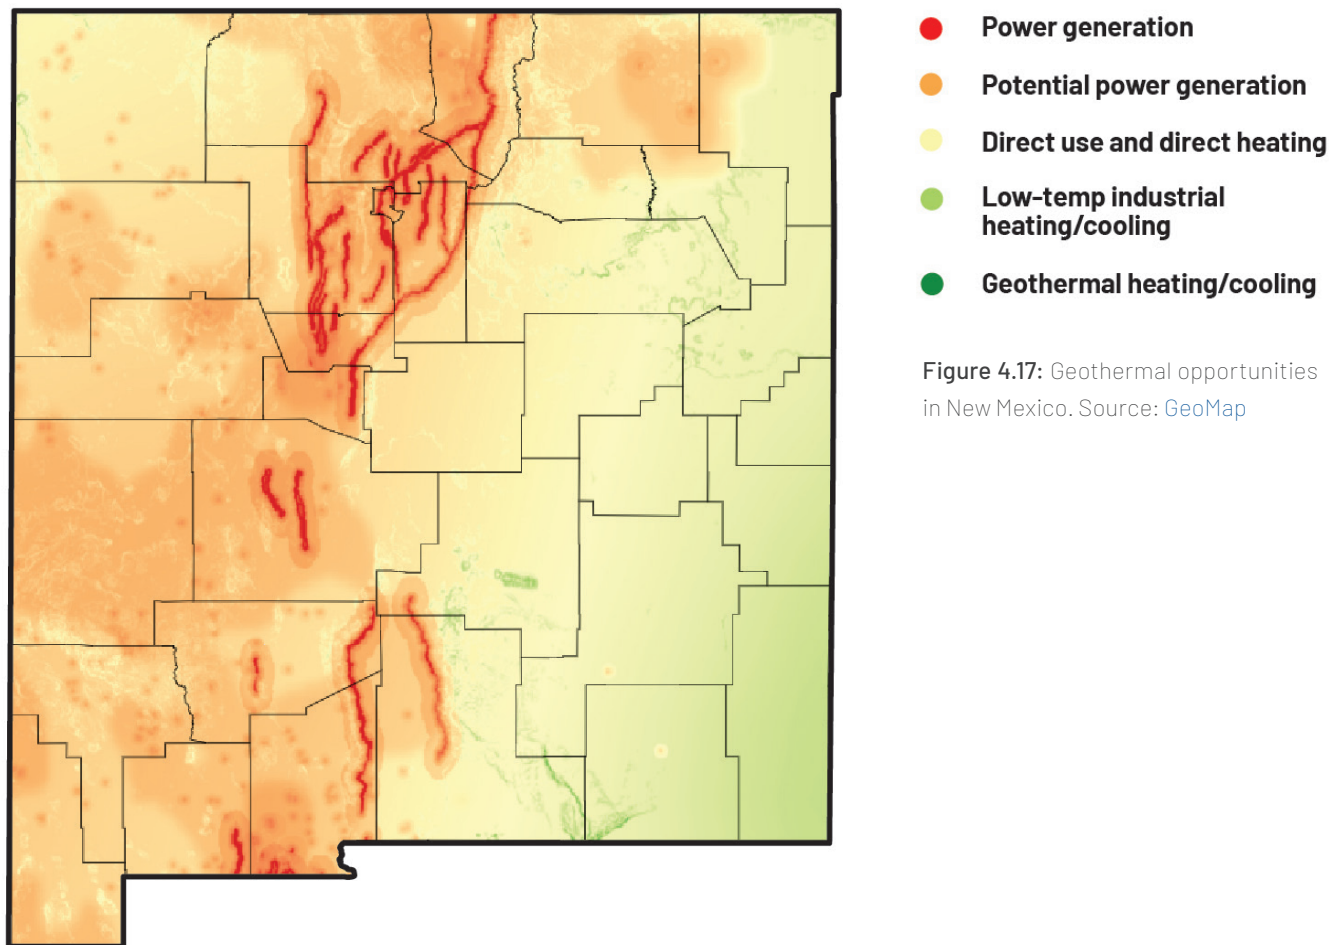 Power generation
Potential power generation
Direct use and direct heating
Low-temp industrial
heating/cooling
Geothermal heating/cooling
Figure 4.17: Geothermal opportunities
in New Mexico. Source: GeoMap